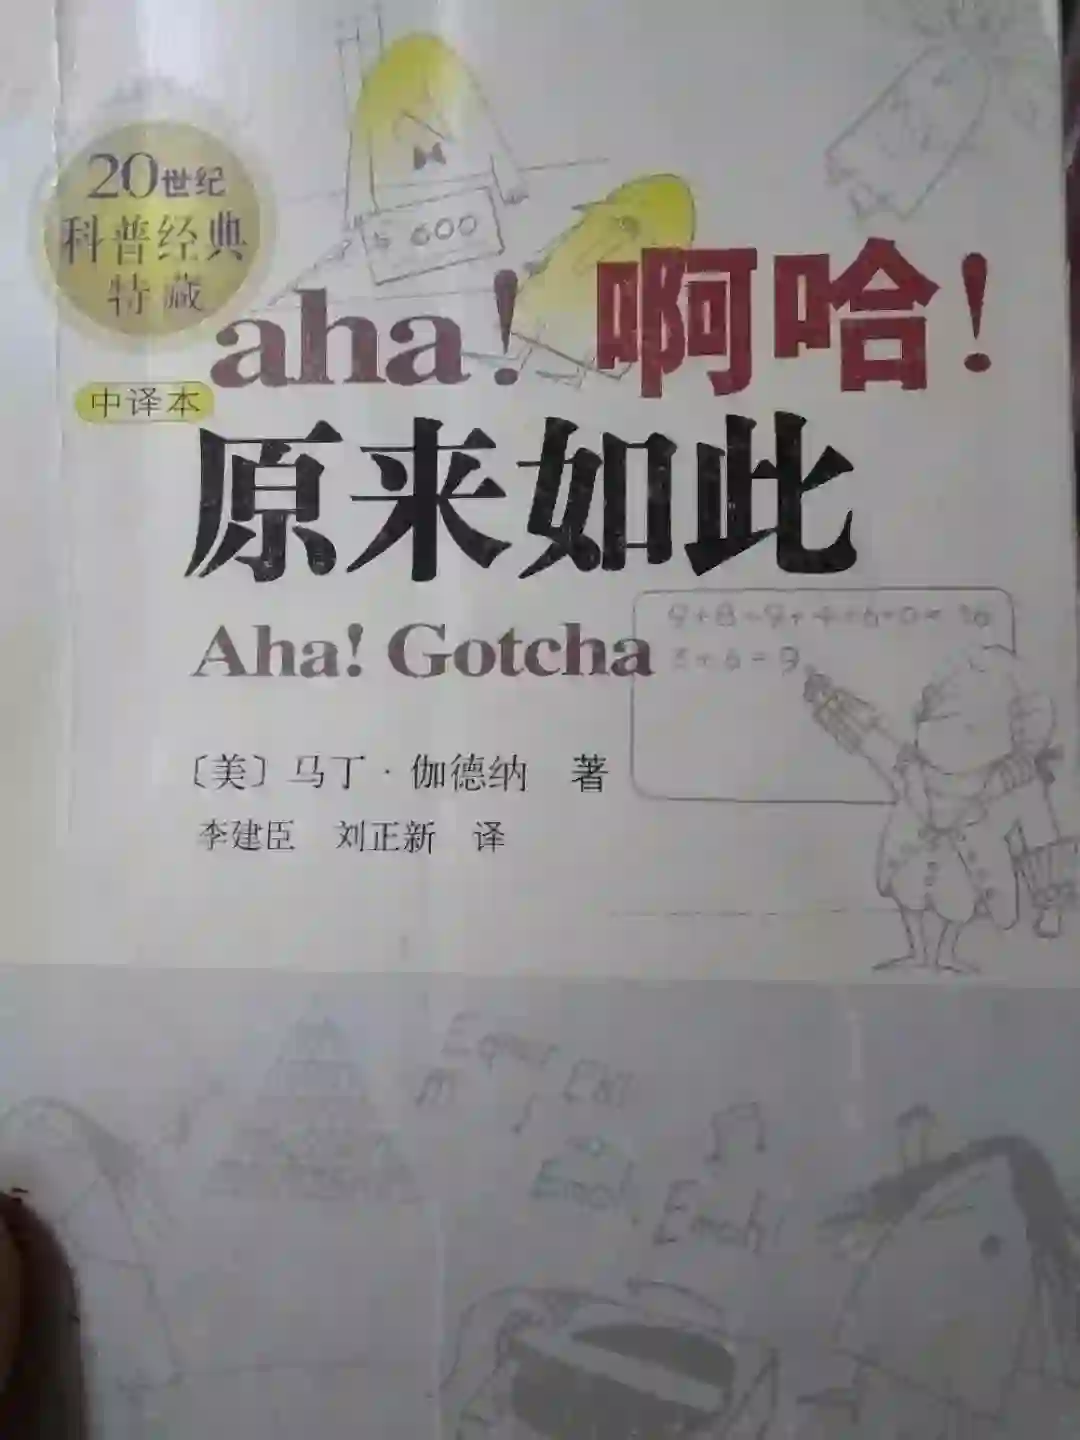 20世纪
科普经典
特藏
$ 600
aha! 啊哈!
中译本
原来如此
Aha! Gotcha
〔美〕马丁·伽德纳 著
李建臣 刘正新 译